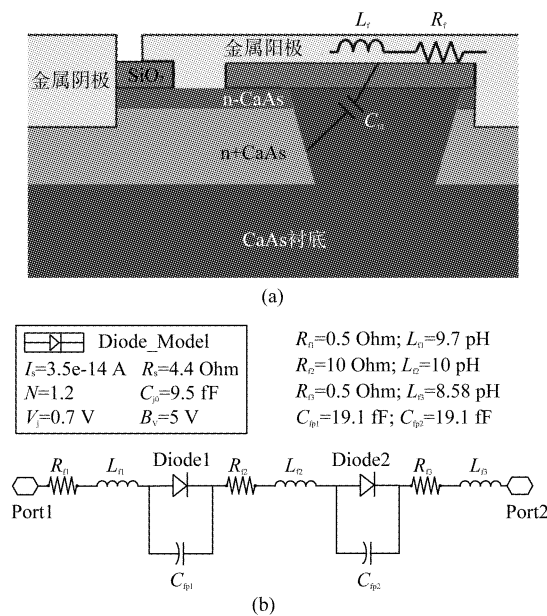 L_f R_f
金属阳极
金属阴极
SiO₂
n-CaAs
n+CaAs
CaAs衬底
(a)
Diode_Model
I_s=3.5e-14 A R_s=4.4 Ohm
N=1.2 C_j0=9.5 fF
V_j=0.7 V B_v=5 V
R_f1=0.5 Ohm; L_f1=9.7 pH
R_f2=10 Ohm; L_f2=10 pH
R_f3=0.5 Ohm; L_f3=8.58 pH
C_fp1=19.1 fF; C_fp2=19.1 fF
R_f1 L_f1 Diode1 R_f2 L_f2 Diode2 R_f3 L_f3
Port1 Port2
C_fp1 C_fp2
(b)